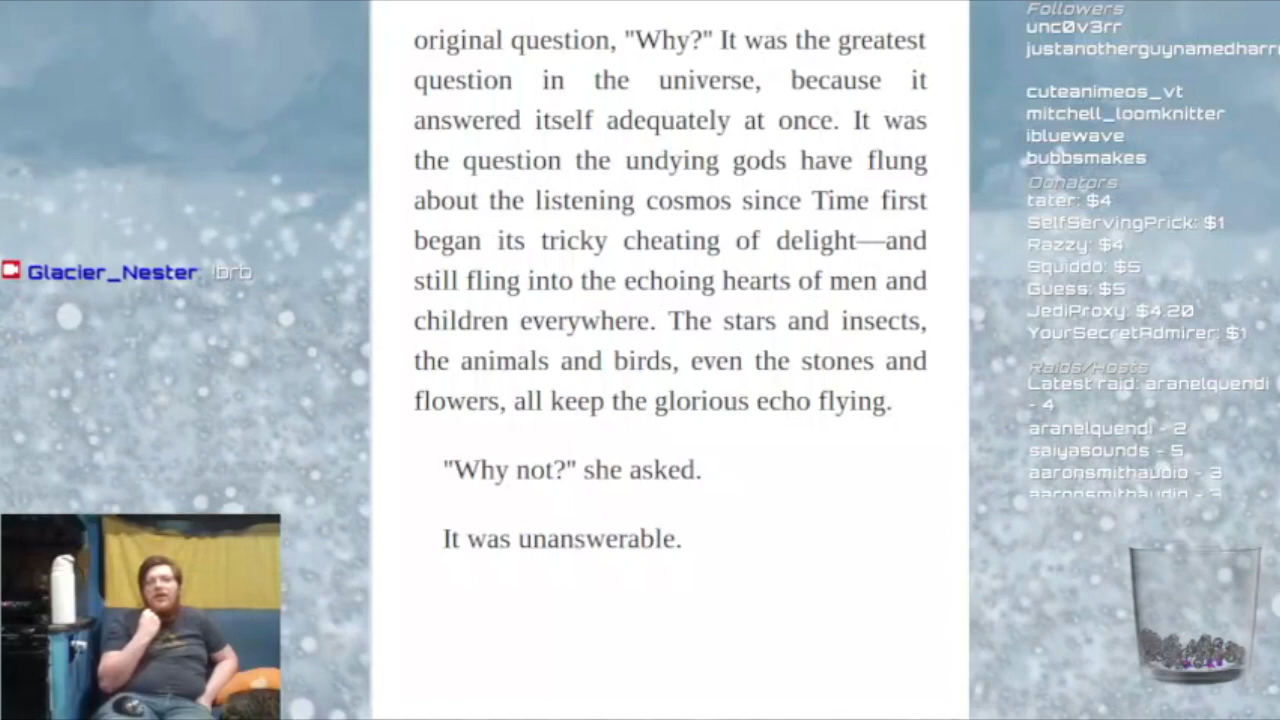 original question, "Why?" It was the greatest
question in the universe, because it
answered itself adequately at once. It was
the question the undying gods have flung
about the listening cosmos since Time first
began its tricky cheating of delight—and
still fling into the echoing hearts of men and
children everywhere. The stars and insects,
the animals and birds, even the stones and
flowers, all keep the glorious echo flying.
"Why not?" she asked.
It was unanswerable.
Glacier_Nester: !brb
Followers
unc0v3rr
cuteanimeos_vt
mitchell_loomknitter
ibluewave
bubbsmakes
Donators
tater: $4
SelfServingPrick: $1
Razzy: $4
Squiddo: $5
Guess: $5
JediProxy: $4.20
YourSecretAdmirer: $1
Raids/Hosts
Latest raid: aranelquendi
- 4
aranelquendi - 2
saiyasounds - 5
aaronsmithaudio - 3